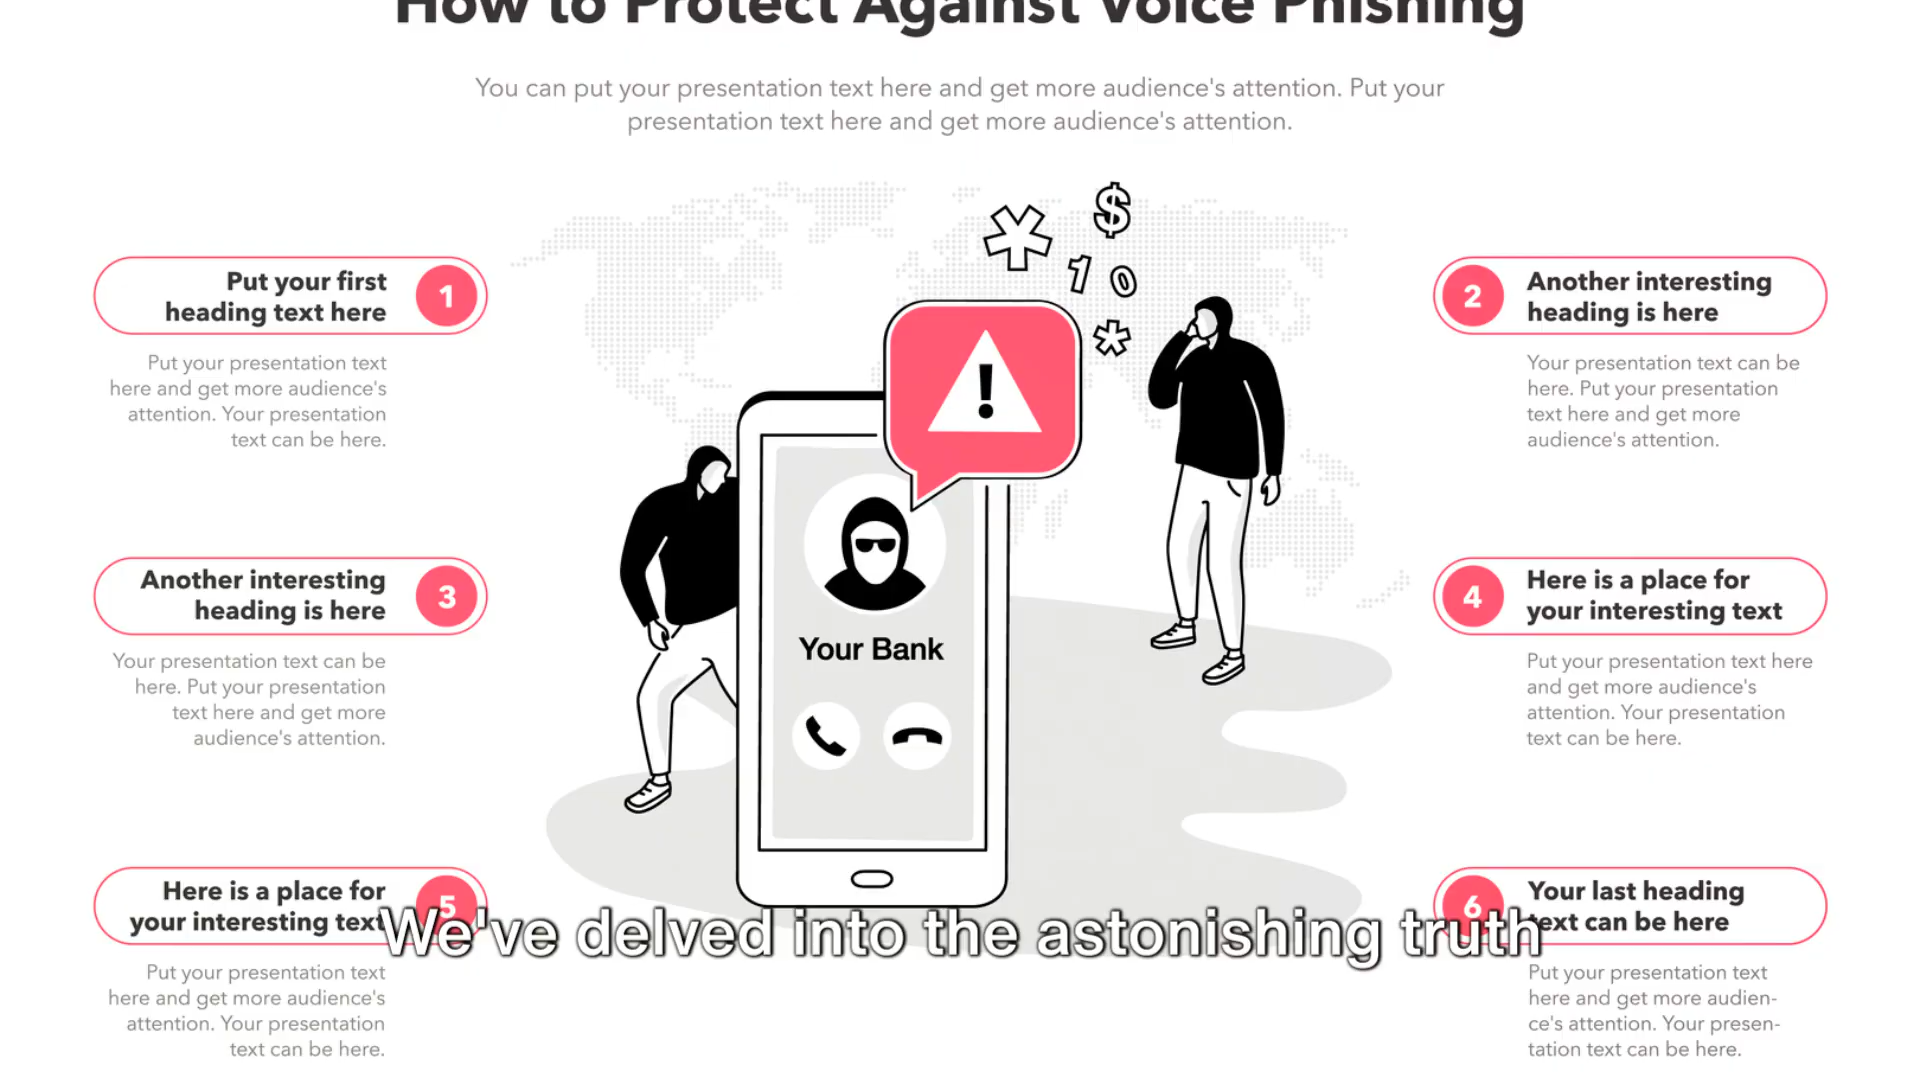 How to Protect Against Voice Phishing
You can put your presentation text here and get more audience's attention. Put your
presentation text here and get more audience's attention.
$
1 0
Put your first
heading text here
1
Put your presentation text
here and get more audience's
attention. Your presentation
text can be here.
2
Another interesting
heading is here
Your presentation text can be
here. Put your presentation
text here and get more
audience's attention.
!
Another interesting
heading is here
3
Your presentation text can be
here. Put your presentation
text here and get more
audience's attention.
Your Bank
4
Here is a place for
your interesting text
Put your presentation text here
and get more audience's
attention. Your presentation
text can be here.
Here is a place for
your interesting text
5
Put your presentation text
here and get more audience's
attention. Your presentation
text can be here.
6
Your last heading
text can be here
Put your presentation text
here and get more audien-
ce's attention. Your presen-
tation text can be here.
We've delved into the astonishing truth